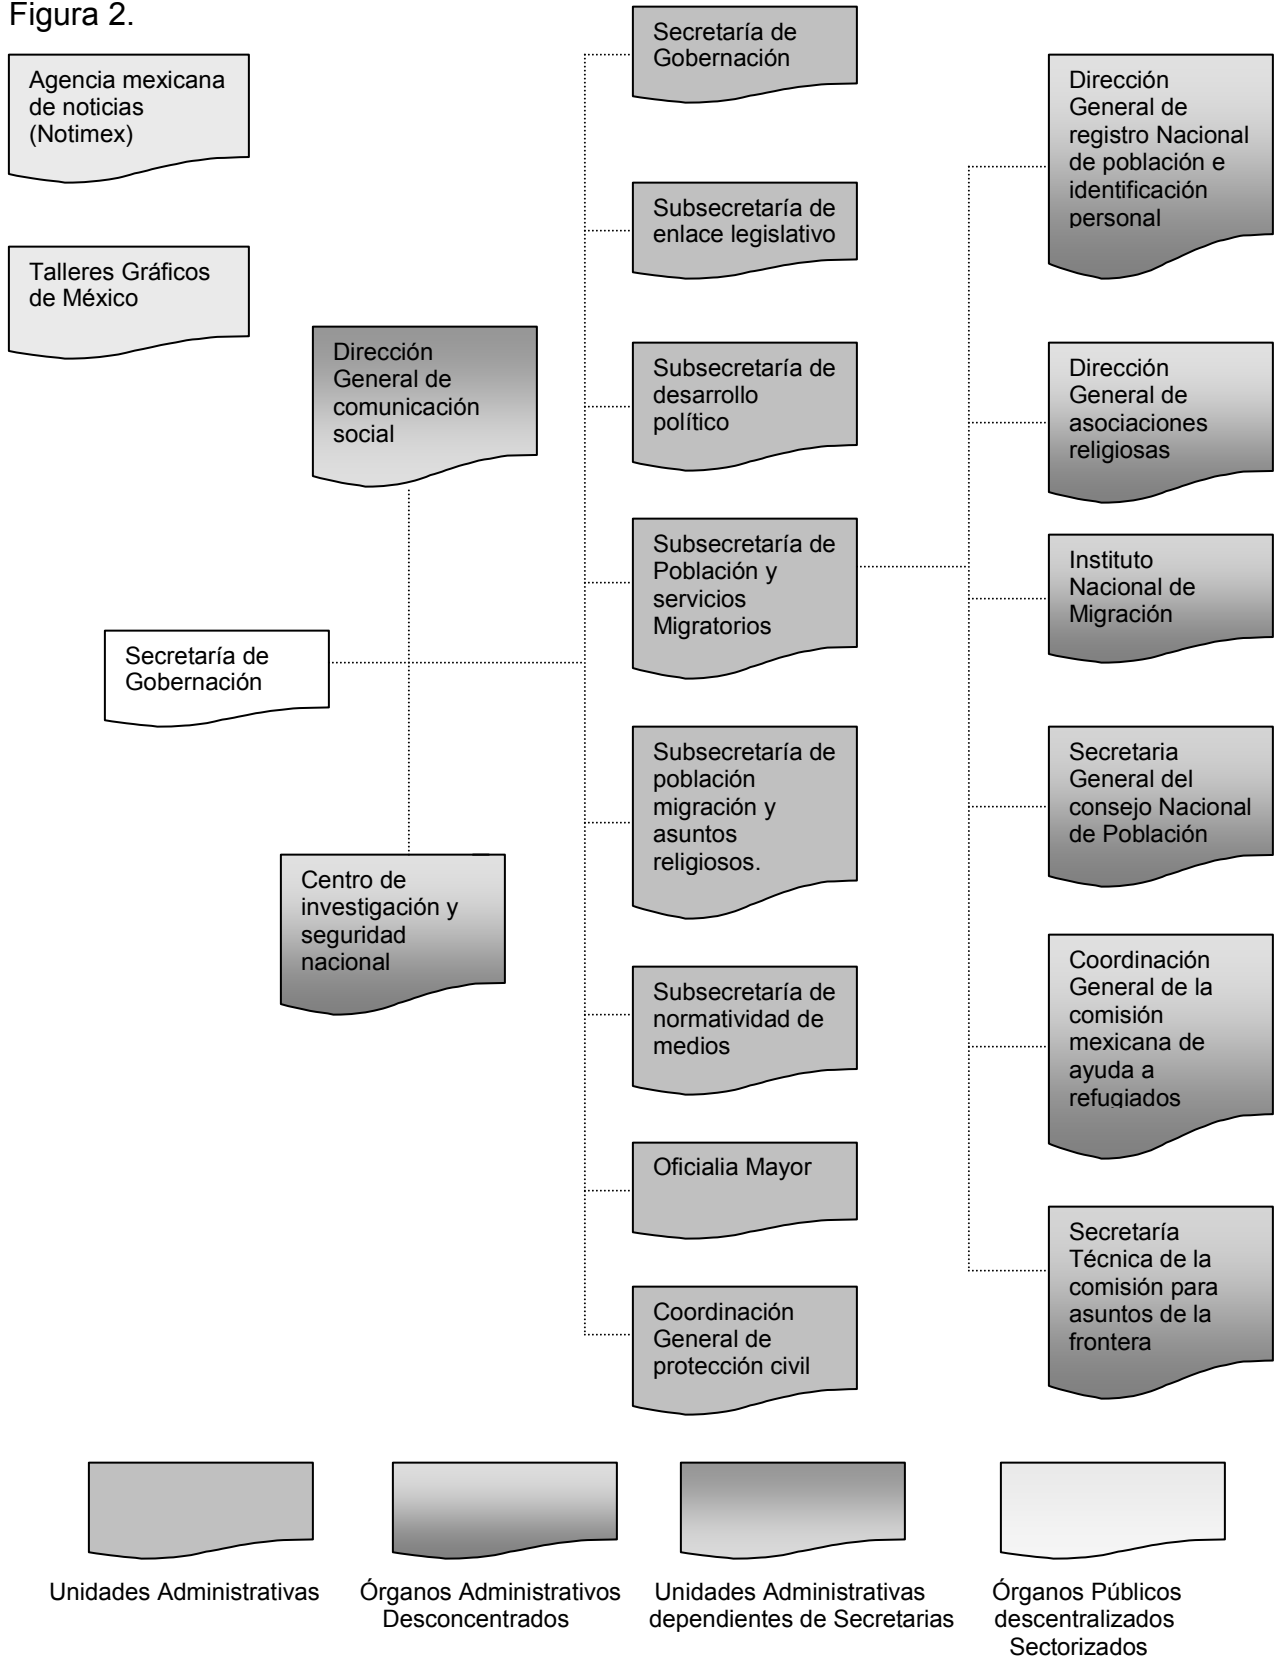 Figura 2.
Agencia mexicana
de noticias
(Notimex)
Talleres Gráficos
de México
Dirección
General de
comunicación
social
Secretaría de
Gobernación
Centro de
investigación y
seguridad
nacional
Secretaría de
Gobernación
Subsecretaría de
enlace legislativo
Subsecretaría de
desarrollo
político
Subsecretaría de
Población y
servicios
Migratorios
Subsecretaría de
población
migración y
asuntos
religiosos.
Subsecretaría de
normatividad de
medios
Oficialia Mayor
Coordinación
General de
protección civil
Dirección
General de
registro Nacional
de población e
identificación
personal
Dirección
General de
asociaciones
religiosas
Instituto
Nacional de
Migración
Secretaria
General del
consejo Nacional
de Población
Coordinación
General de la
comisión
mexicana de
ayuda a
refugiados
Secretaría
Técnica de la
comisión para
asuntos de la
frontera
Unidades Administrativas
Órganos Administrativos
Desconcentrados
Unidades Administrativas
dependientes de Secretarias
Órganos Públicos
descentralizados
Sectorizados